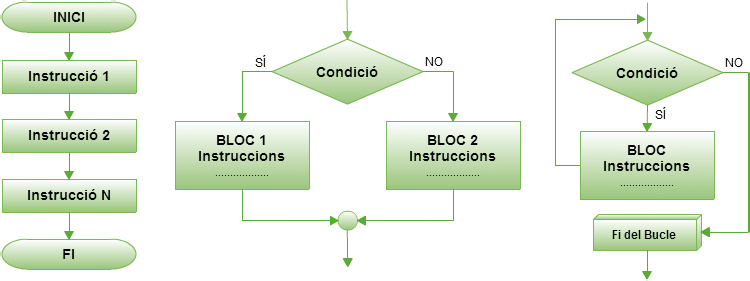 INICI
Instrucció 1
Instrucció 2
Instrucció N
FI
Condició
SÍ
NO
BLOC 1
Instruccions
..................
BLOC 2
Instruccions
..................
Condició
NO
SÍ
BLOC
Instruccions
..................
Fi del Bucle